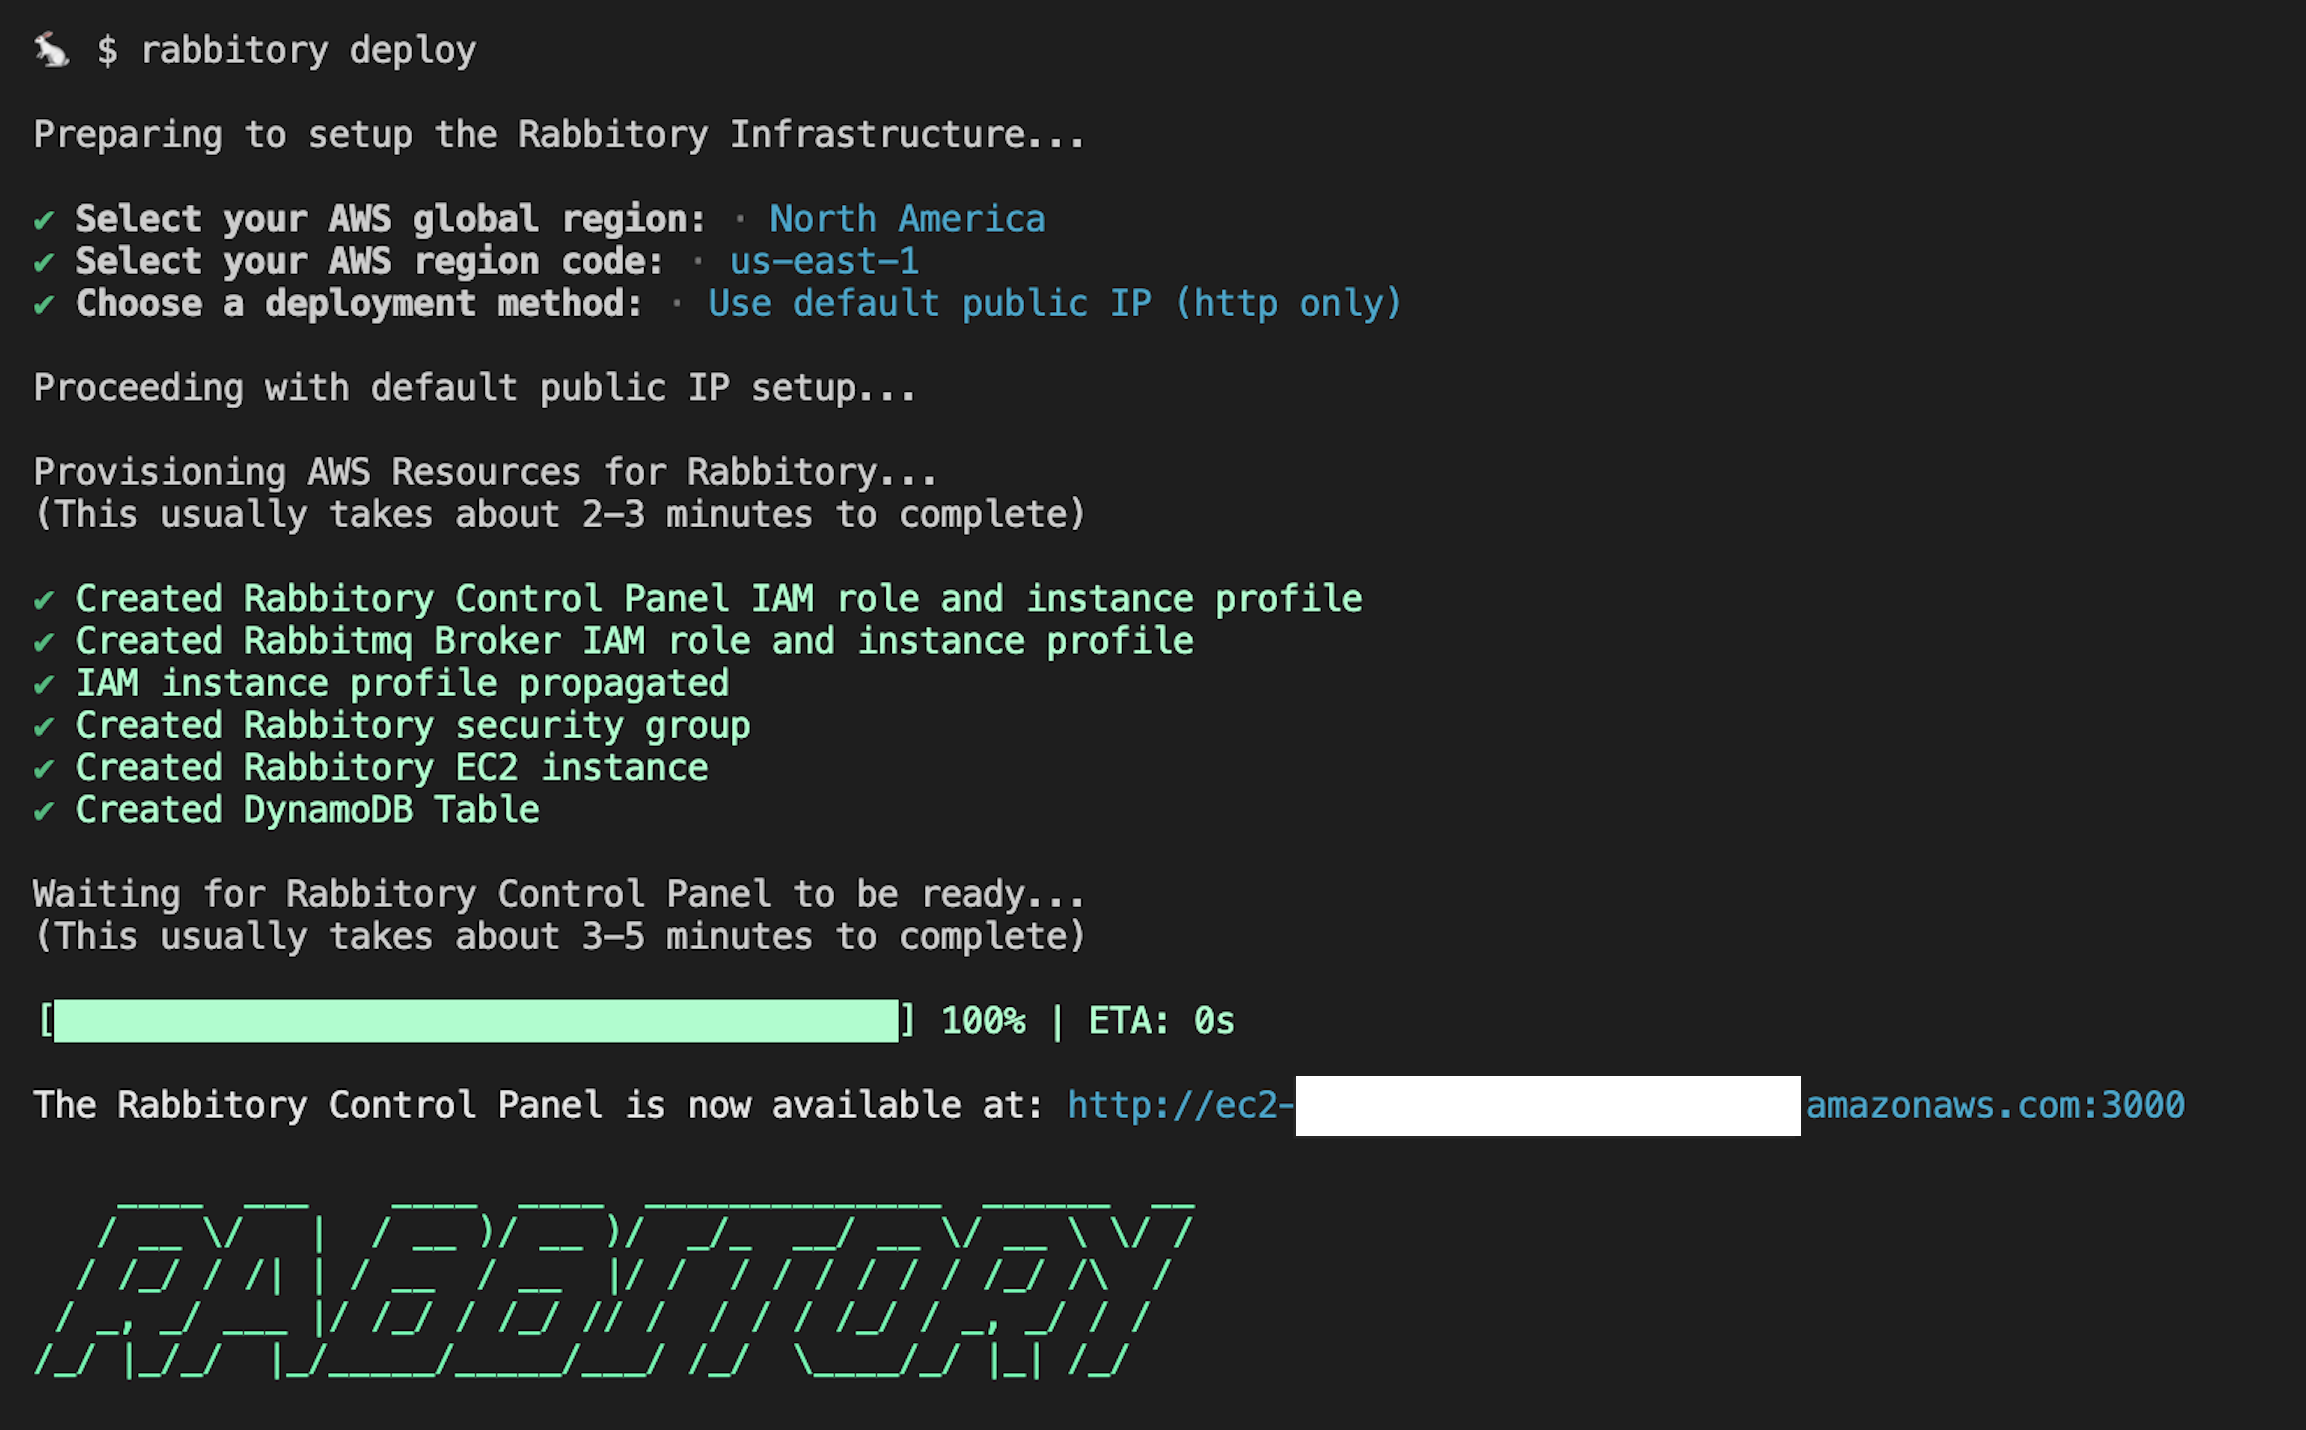 $ rabbitory deploy
Preparing to setup the Rabbitory Infrastructure...
✔ Select your AWS global region: · North America
✔ Select your AWS region code: · us-east-1
✔ Choose a deployment method: · Use default public IP (http only)
Proceeding with default public IP setup...
Provisioning AWS Resources for Rabbitory...
(This usually takes about 2-3 minutes to complete)
✔ Created Rabbitory Control Panel IAM role and instance profile
✔ Created Rabbitmq Broker IAM role and instance profile
✔ IAM instance profile propagated
✔ Created Rabbitory security group
✔ Created Rabbitory EC2 instance
✔ Created DynamoDB Table
Waiting for Rabbitory Control Panel to be ready...
(This usually takes about 3-5 minutes to complete)
[ ] 100% | ETA: 0s
The Rabbitory Control Panel is now available at: http://ec2- amazonaws.com:3000
RABBITORY